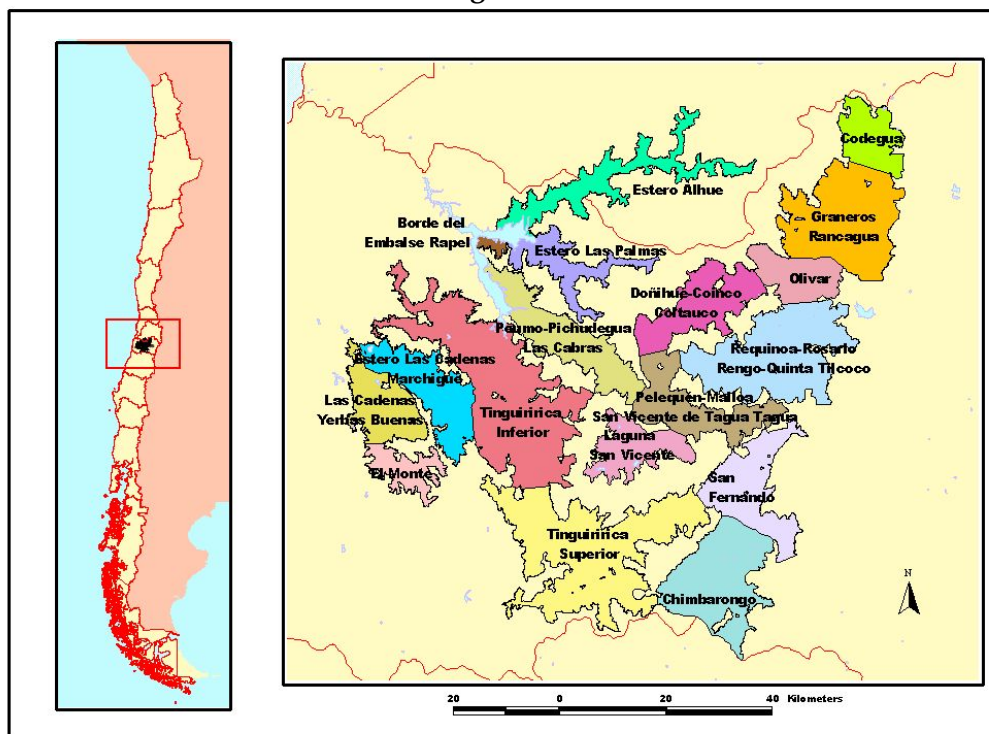 Codegua
Estero Alhue
Graneros
Rancagua
Borde del
Embalse Rapel
Estero Las Palmas
Olivar
Doñihue-Coinco
Coltauco
Peumo-Pichudegua
Las Cabras
Requinoa-Rosario
Rengo-Quinta Tilcoco
Estero Las Cadenas
Marchigue
Las Cadenas
Yerbas Buenas
Tinguiririca
Inferior
Pelequen-Malloa
San Vicente de Tagua Tagua
Laguna
San Vicente
El Monte
San
Fernando
Tinguiririca
Superior
Chimbarongo
N
20 0 20 40 Kilometers